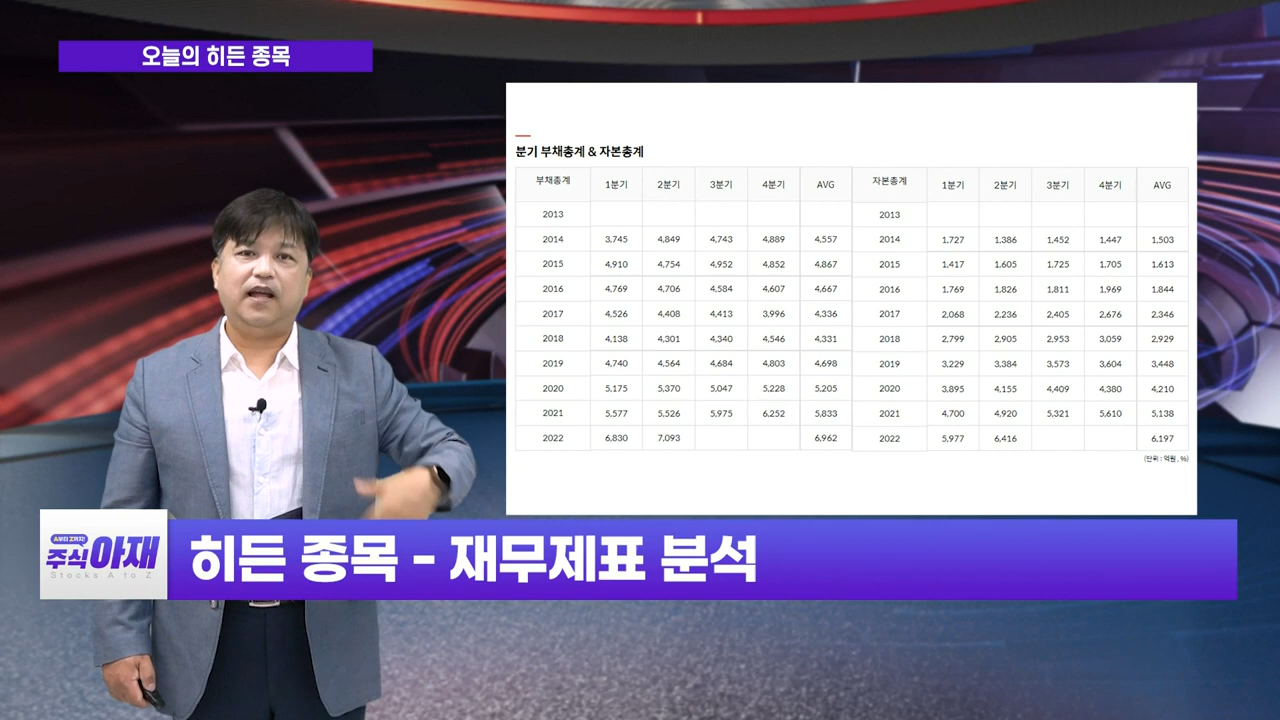 오늘의 히든 종목
분기 부채총계 & 자본총계
부채총계 1분기 2분기 3분기 4분기 AVG 자본총계 1분기 2분기 3분기 4분기 AVG
2013 2013
2014 3,745 4,849 4,743 4,889 4,557 2014 1,727 1,386 1,452 1,447 1,503
2015 4,910 4,754 4,952 4,852 4,867 2015 1,417 1,605 1,725 1,705 1,613
2016 4,769 4,706 4,584 4,607 4,667 2016 1,769 1,826 1,811 1,969 1,844
2017 4,526 4,408 4,413 3,996 4,336 2017 2,068 2,236 2,405 2,676 2,346
2018 4,138 4,301 4,340 4,546 4,331 2018 2,799 2,905 2,953 3,059 2,929
2019 4,740 4,564 4,684 4,803 4,698 2019 3,229 3,384 3,573 3,604 3,448
2020 5,175 5,370 5,047 5,228 5,205 2020 3,895 4,155 4,409 4,380 4,210
2021 5,577 5,526 5,975 6,252 5,833 2021 4,700 4,920 5,321 5,610 5,138
2022 6,830 7,093 6,962 2022 5,977 6,416 6,197
(단위 : 억원, %)
A부터 Z까지!
주식아재
Stocks A to Z
히든 종목 - 재무제표 분석